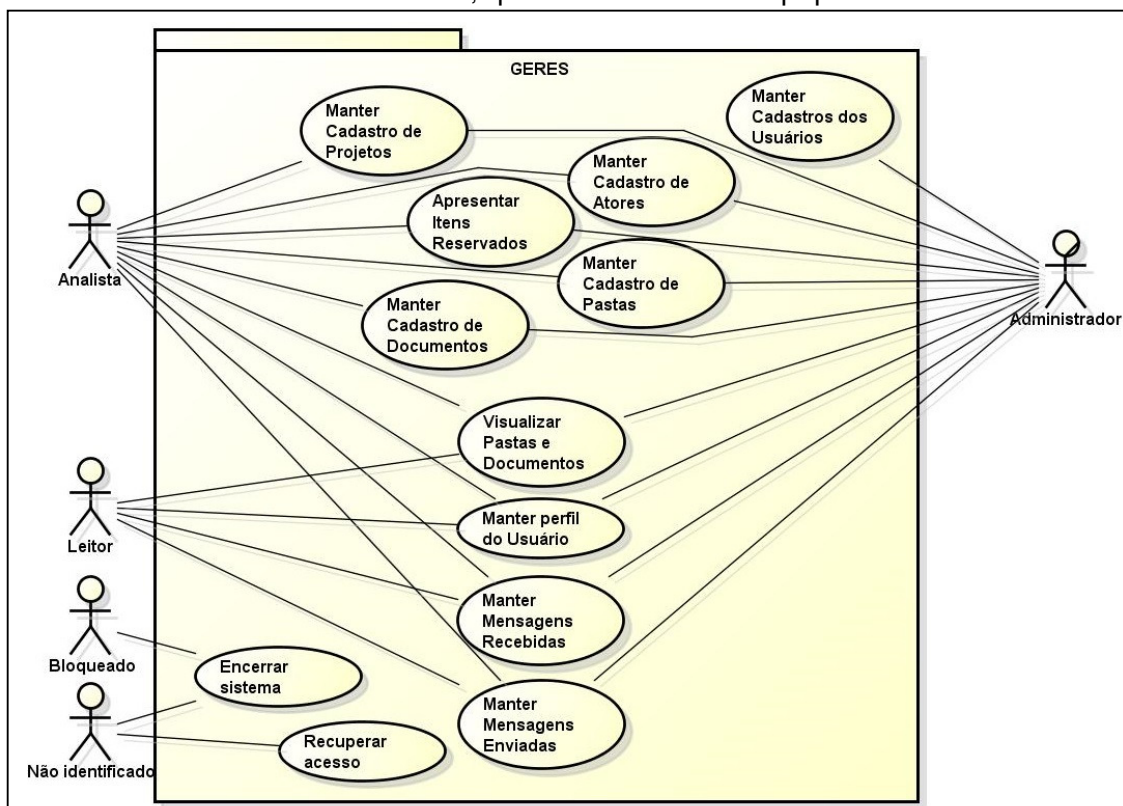 GERES
Manter
Cadastro de
Projetos
Manter
Cadastros dos
Usuários
Manter
Cadastro de
Atores
Apresentar
Itens
Reservados
Analista
Manter
Cadastro de
Pastas
Administrador
Manter
Cadastro de
Documentos
Visualizar
Pastas e
Documentos
Leitor
Manter perfil
do Usuário
Manter
Mensagens
Recebidas
Bloqueado
Encerrar
sistema
Manter
Mensagens
Enviadas
Não identificado
Recuperar
acesso